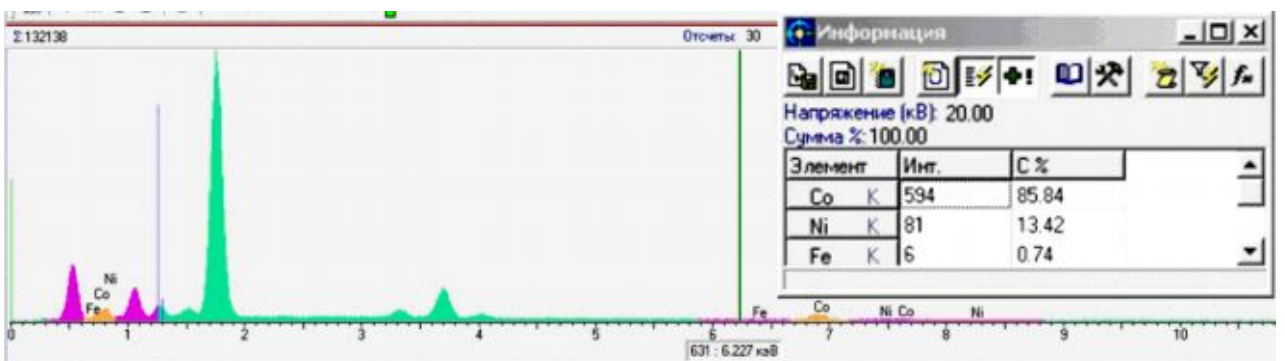 Σ:132138
Отсчеты: 30
Информация
Напряжение (кВ): 20.00
Сумма %: 100.00
Элемент Инт. C %
Co K 594 85.84
Ni K 81 13.42
Fe K 6 0.74
Ni
Co
Fe
Fe Co Ni Co Ni
0 1 2 3 4 5 6 7 8 9 10
631 : 6.227 кэВ